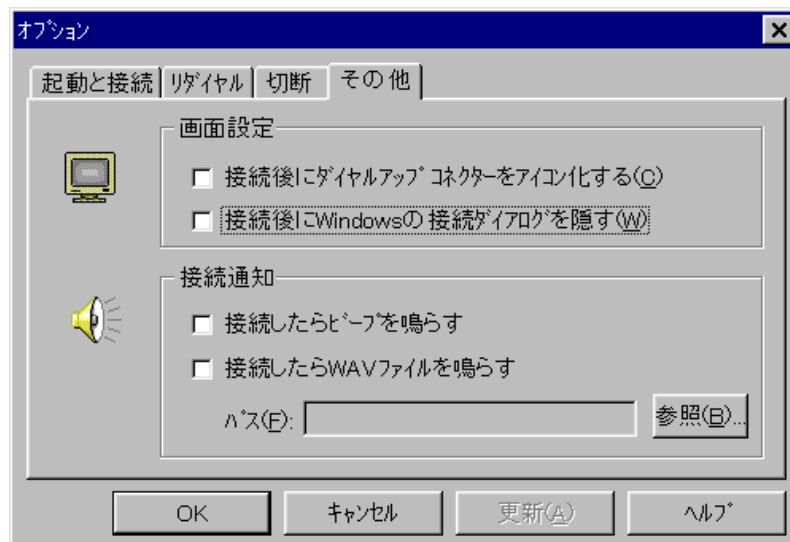 オプション
起動と接続 リダイヤル 切断 その他
画面設定
接続後にダイヤルアップ コネクターをアイコン化する(C)
接続後にWindowsの接続ダイアログを隠す(W)
接続通知
接続したらビープを鳴らす
接続したらWAVファイルを鳴らす
パス(F):
参照(B)...
OK キャンセル 更新(A) ヘルプ